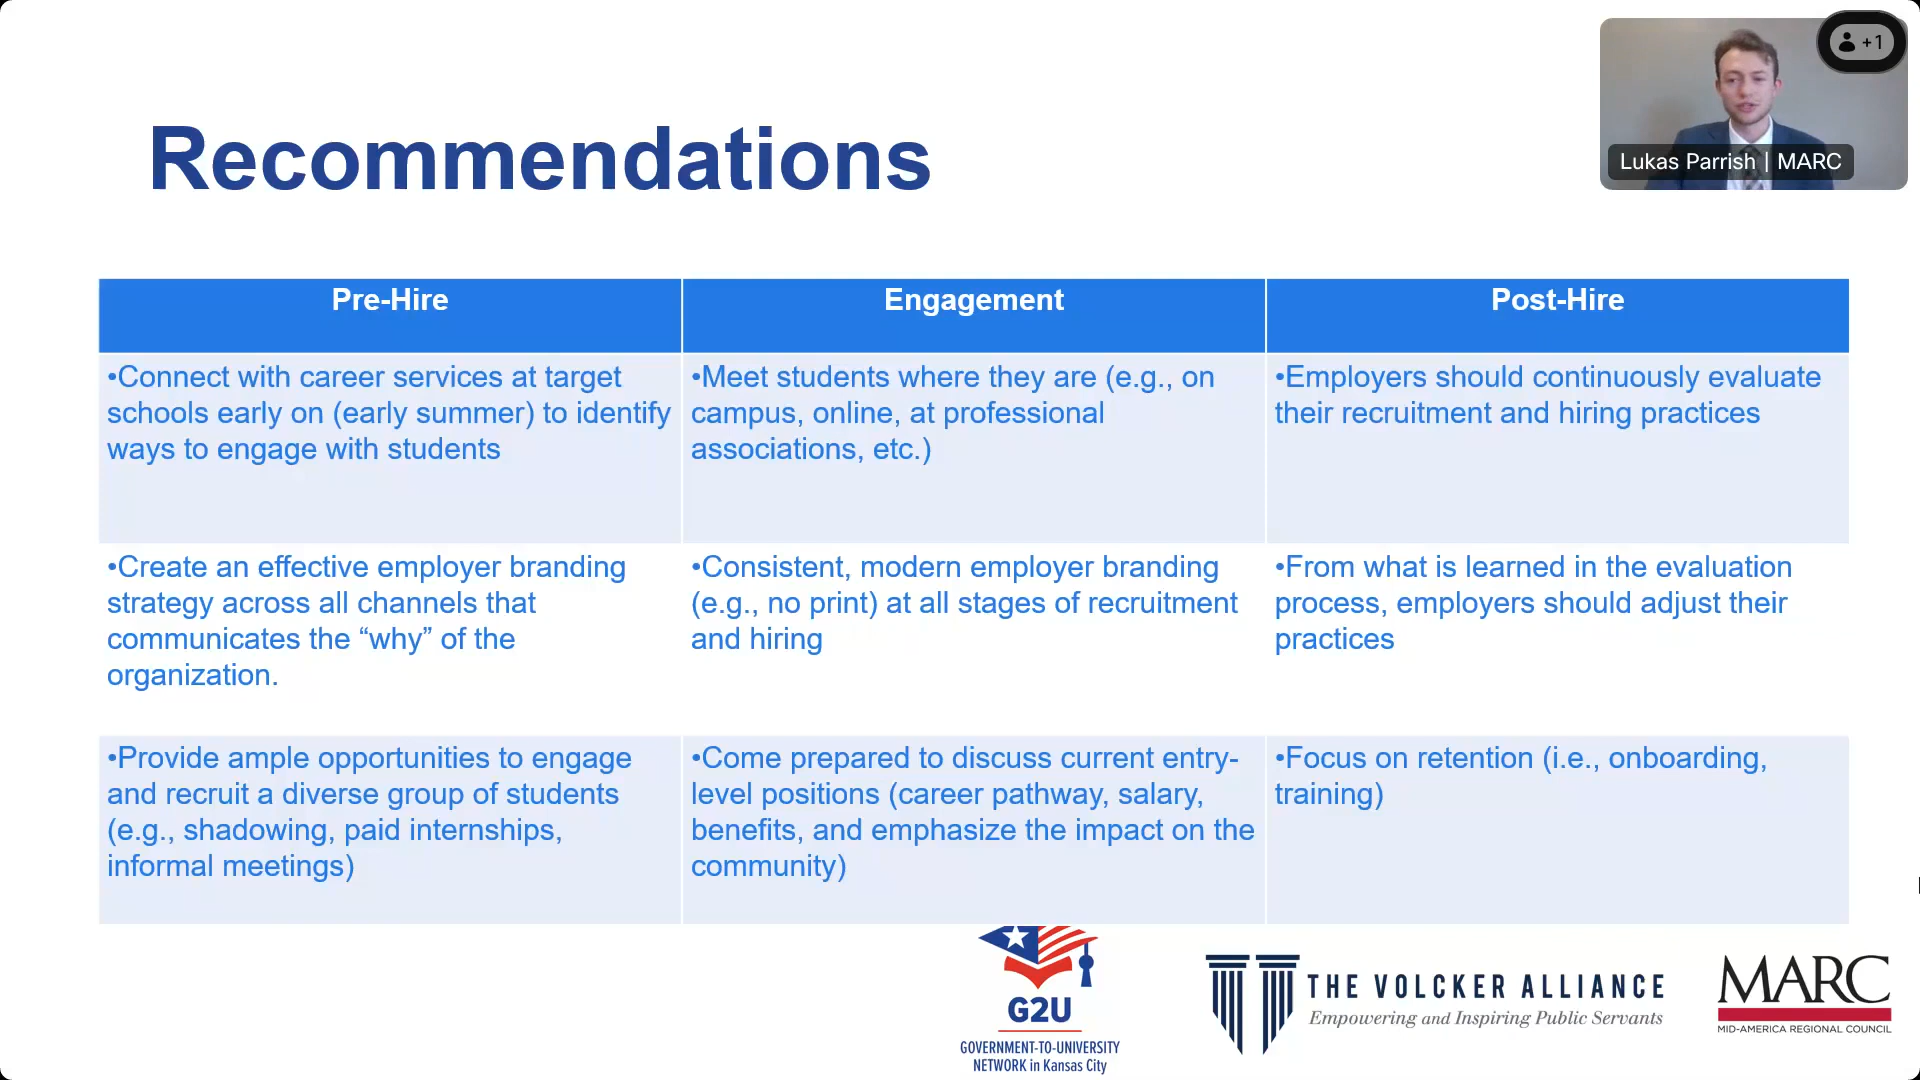 +1
Lukas Parrish | MARC
Recommendations
Pre-Hire
Engagement
Post-Hire
•Connect with career services at target
schools early on (early summer) to identify
ways to engage with students
•Meet students where they are (e.g., on
campus, online, at professional
associations, etc.)
•Employers should continuously evaluate
their recruitment and hiring practices
•Create an effective employer branding
strategy across all channels that
communicates the “why” of the
organization.
•Consistent, modern employer branding
(e.g., no print) at all stages of recruitment
and hiring
•From what is learned in the evaluation
process, employers should adjust their
practices
•Provide ample opportunities to engage
and recruit a diverse group of students
(e.g., shadowing, paid internships,
informal meetings)
•Come prepared to discuss current entry-
level positions (career pathway, salary,
benefits, and emphasize the impact on the
community)
•Focus on retention (i.e., onboarding,
training)
G2U
GOVERNMENT-TO-UNIVERSITY
NETWORK in Kansas City
THE VOLCKER ALLIANCE
Empowering and Inspiring Public Servants
MARC
MID-AMERICA REGIONAL COUNCIL